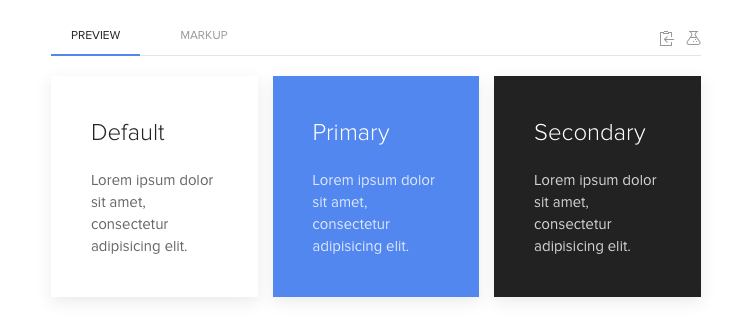 PREVIEW
MARKUP
Default
Lorem ipsum dolor
sit amet,
consectetur
adipisicing elit.
Primary
Lorem ipsum dolor
sit amet,
consectetur
adipisicing elit.
Secondary
Lorem ipsum dolor
sit amet,
consectetur
adipisicing elit.